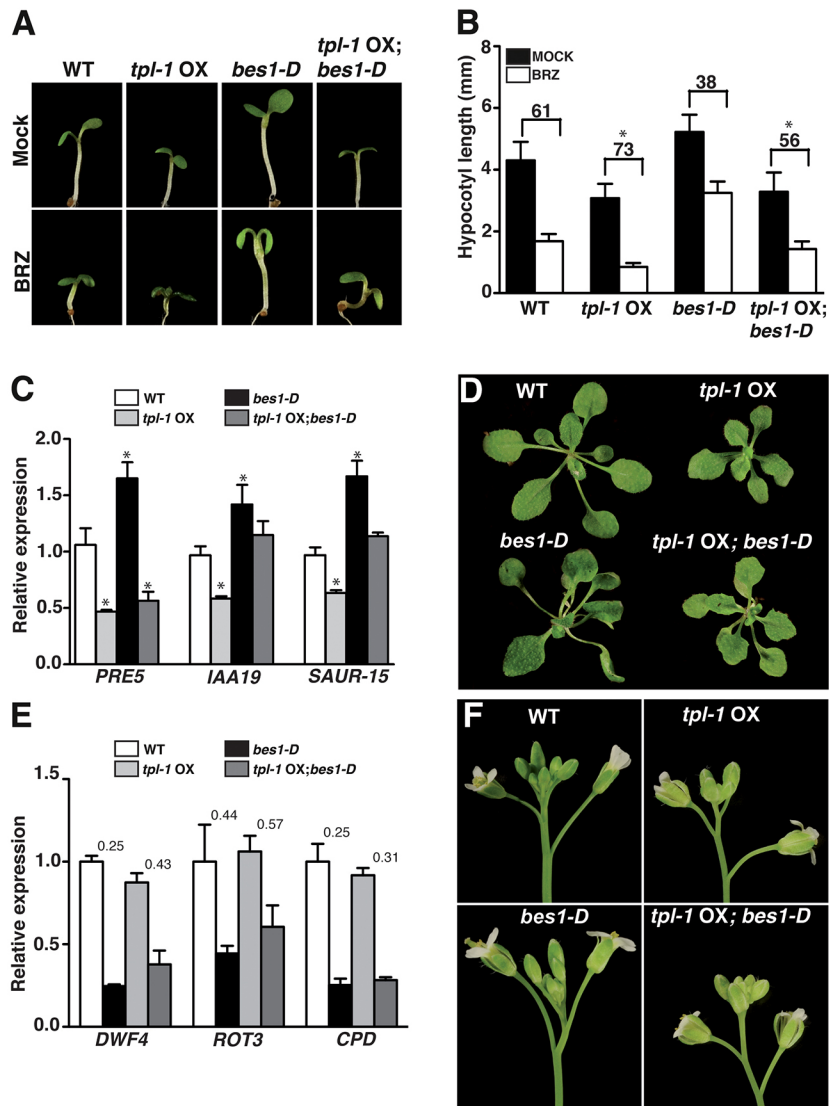 A
WT
tpl-1 OX
bes1-D
tpl-1 OX;
bes1-D
Mock
BRZ
B
Hypocotyl length (mm)
8
6
4
2
0
MOCK
BRZ
61
*
73
38
*
56
WT
tpl-1 OX
bes1-D
tpl-1 OX;
bes1-D
C
WT
bes1-D
tpl-1 OX
tpl-1 OX;bes1-D
Relative expression
2.0
1.5
1.0
0.5
0.0
*
*
*
*
*
*
*
PRE5
IAA19
SAUR-15
D
WT
tpl-1 OX
bes1-D
tpl-1 OX; bes1-D
E
WT
bes1-D
tpl-1 OX
tpl-1 OX;bes1-D
Relative expression
1.5
1.0
0.5
0.0
0.25
0.43
0.44
0.57
0.25
0.31
DWF4
ROT3
CPD
F
WT
tpl-1 OX
bes1-D
tpl-1 OX; bes1-D